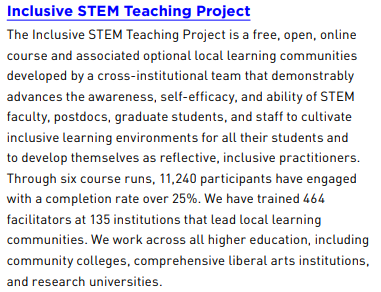 Inclusive STEM Teaching Project
The Inclusive STEM Teaching Project is a free, open, online
course and associated optional local learning communities
developed by a cross-institutional team that demonstrably
advances the awareness, self-efficacy, and ability of STEM
faculty, postdocs, graduate students, and staff to cultivate
inclusive learning environments for all their students and
to develop themselves as reflective, inclusive practitioners.
Through six course runs, 11,240 participants have engaged
with a completion rate over 25%. We have trained 464
facilitators at 135 institutions that lead local learning
communities. We work across all higher education, including
community colleges, comprehensive liberal arts institutions,
and research universities.